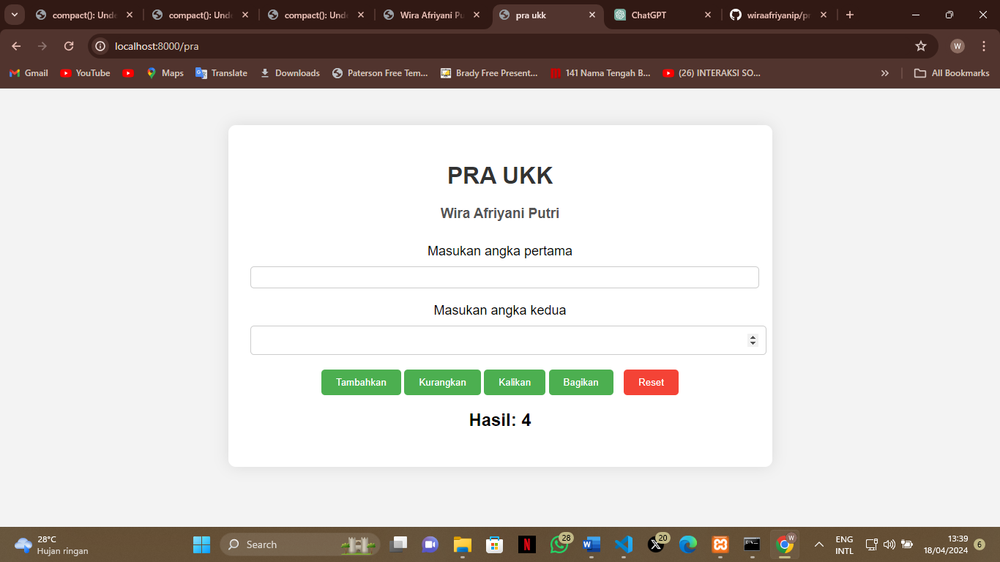 compact(): Unde
compact(): Unde
compact(): Unde
Wira Afriyani Pu
pra ukk
ChatGPT
wiraafriyanip/pr
localhost:8000/pra
W
Gmail
YouTube
Maps
Translate
Downloads
Paterson Free Tem...
Brady Free Present...
141 Nama Tengah B...
(26) INTERAKSI SO...
All Bookmarks
PRA UKK
Wira Afriyani Putri
Masukan angka pertama
Masukan angka kedua
Tambahkan Kurangkan Kalikan Bagikan Reset
Hasil: 4
28°C
Hujan ringan
Search
N
28
W
X
20
W
ENG
INTL
13:39
18/04/2024
6